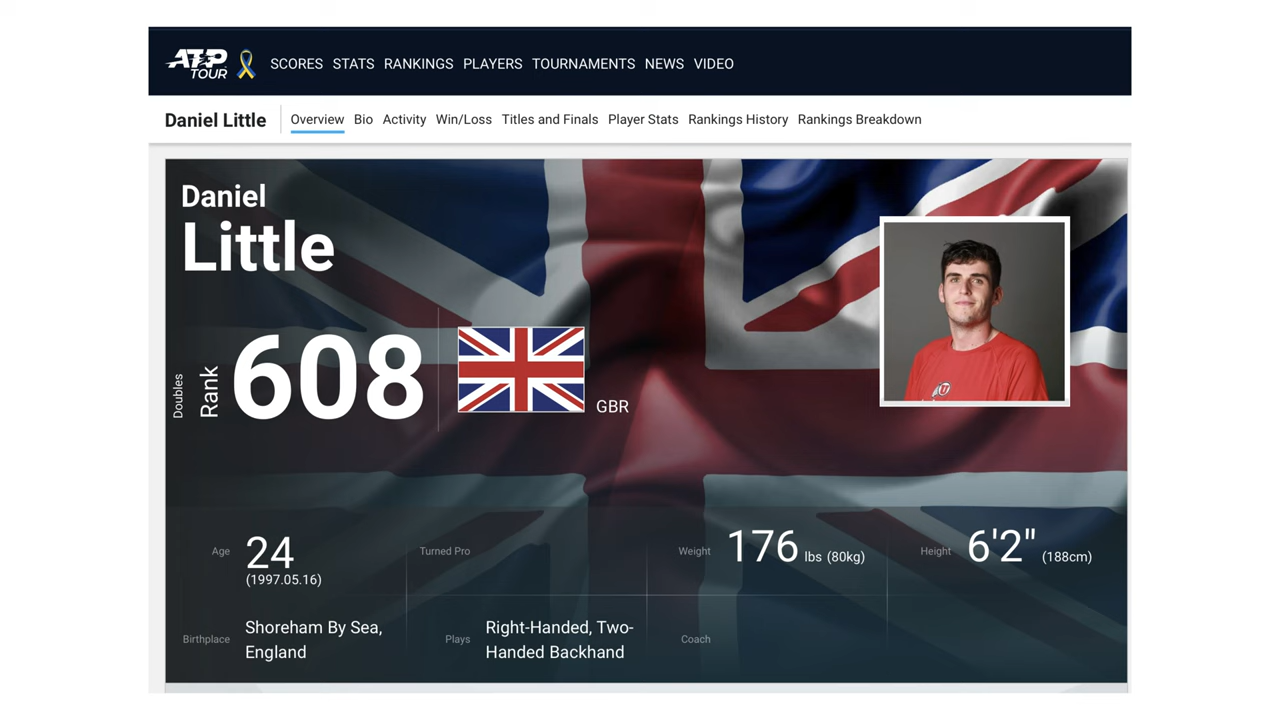 ATP TOUR SCORES STATS RANKINGS PLAYERS TOURNAMENTS NEWS VIDEO
Daniel Little Overview Bio Activity Win/Loss Titles and Finals Player Stats Rankings History Rankings Breakdown
Daniel
Little
Doubles Rank 608 GBR
Age 24 (1997.05.16)
Turned Pro
Weight 176 lbs (80kg)
Height 6'2" (188cm)
Birthplace Shoreham By Sea,
England
Plays Right-Handed, Two-
Handed Backhand
Coach